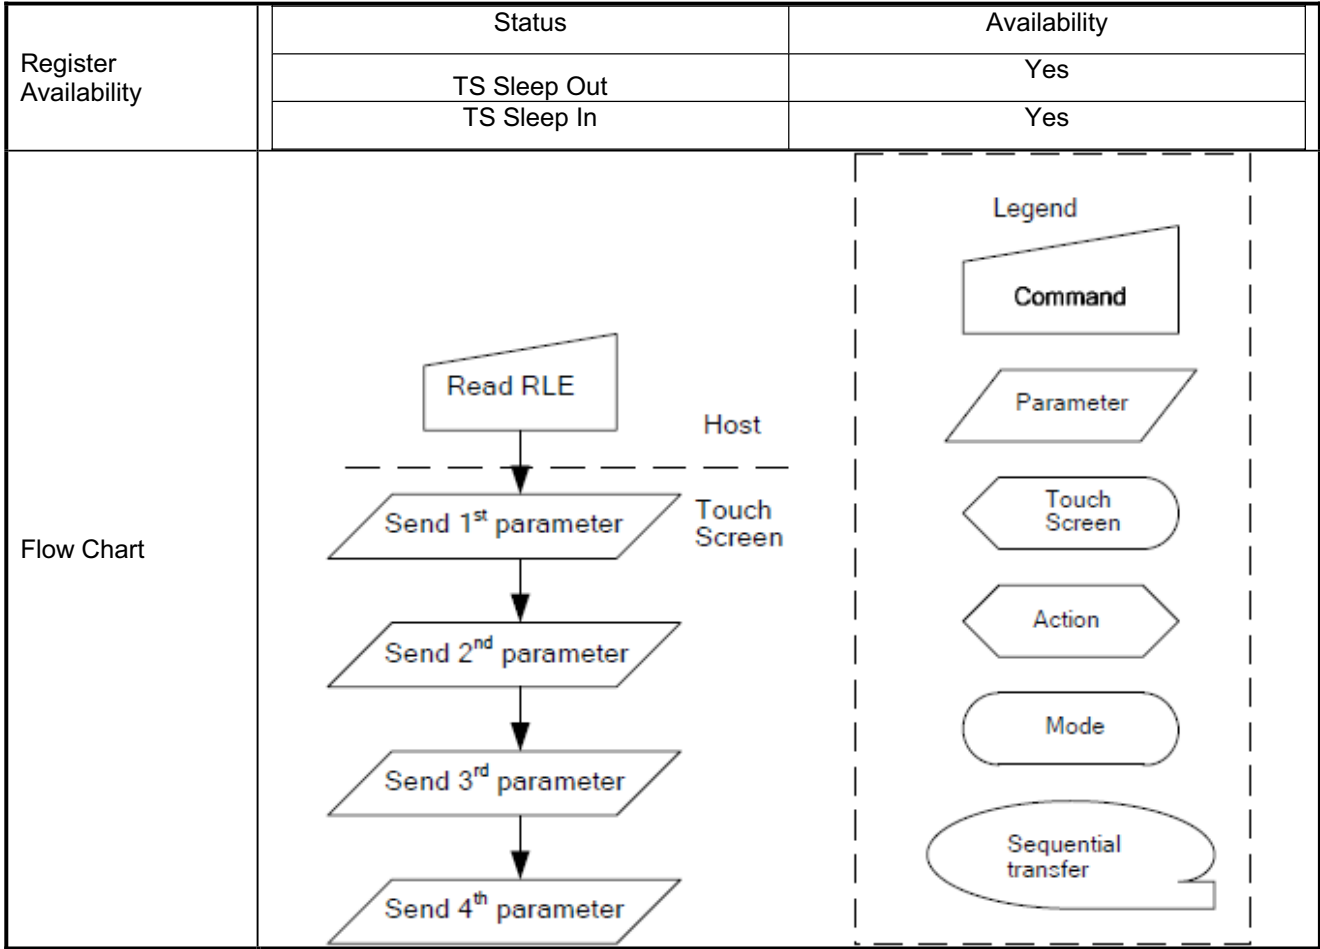 Register
Availability
Status
Availability
TS Sleep Out
Yes
TS Sleep In
Yes
Flow Chart
Read RLE
Host
Send 1st parameter
Touch
Screen
Send 2nd parameter
Send 3rd parameter
Send 4th parameter
Legend
Command
Parameter
Touch
Screen
Action
Mode
Sequential
transfer